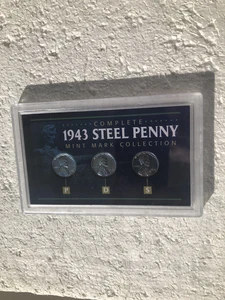 COMPLETE
1943 STEEL PENNY
MINT MARK COLLECTION
P D S